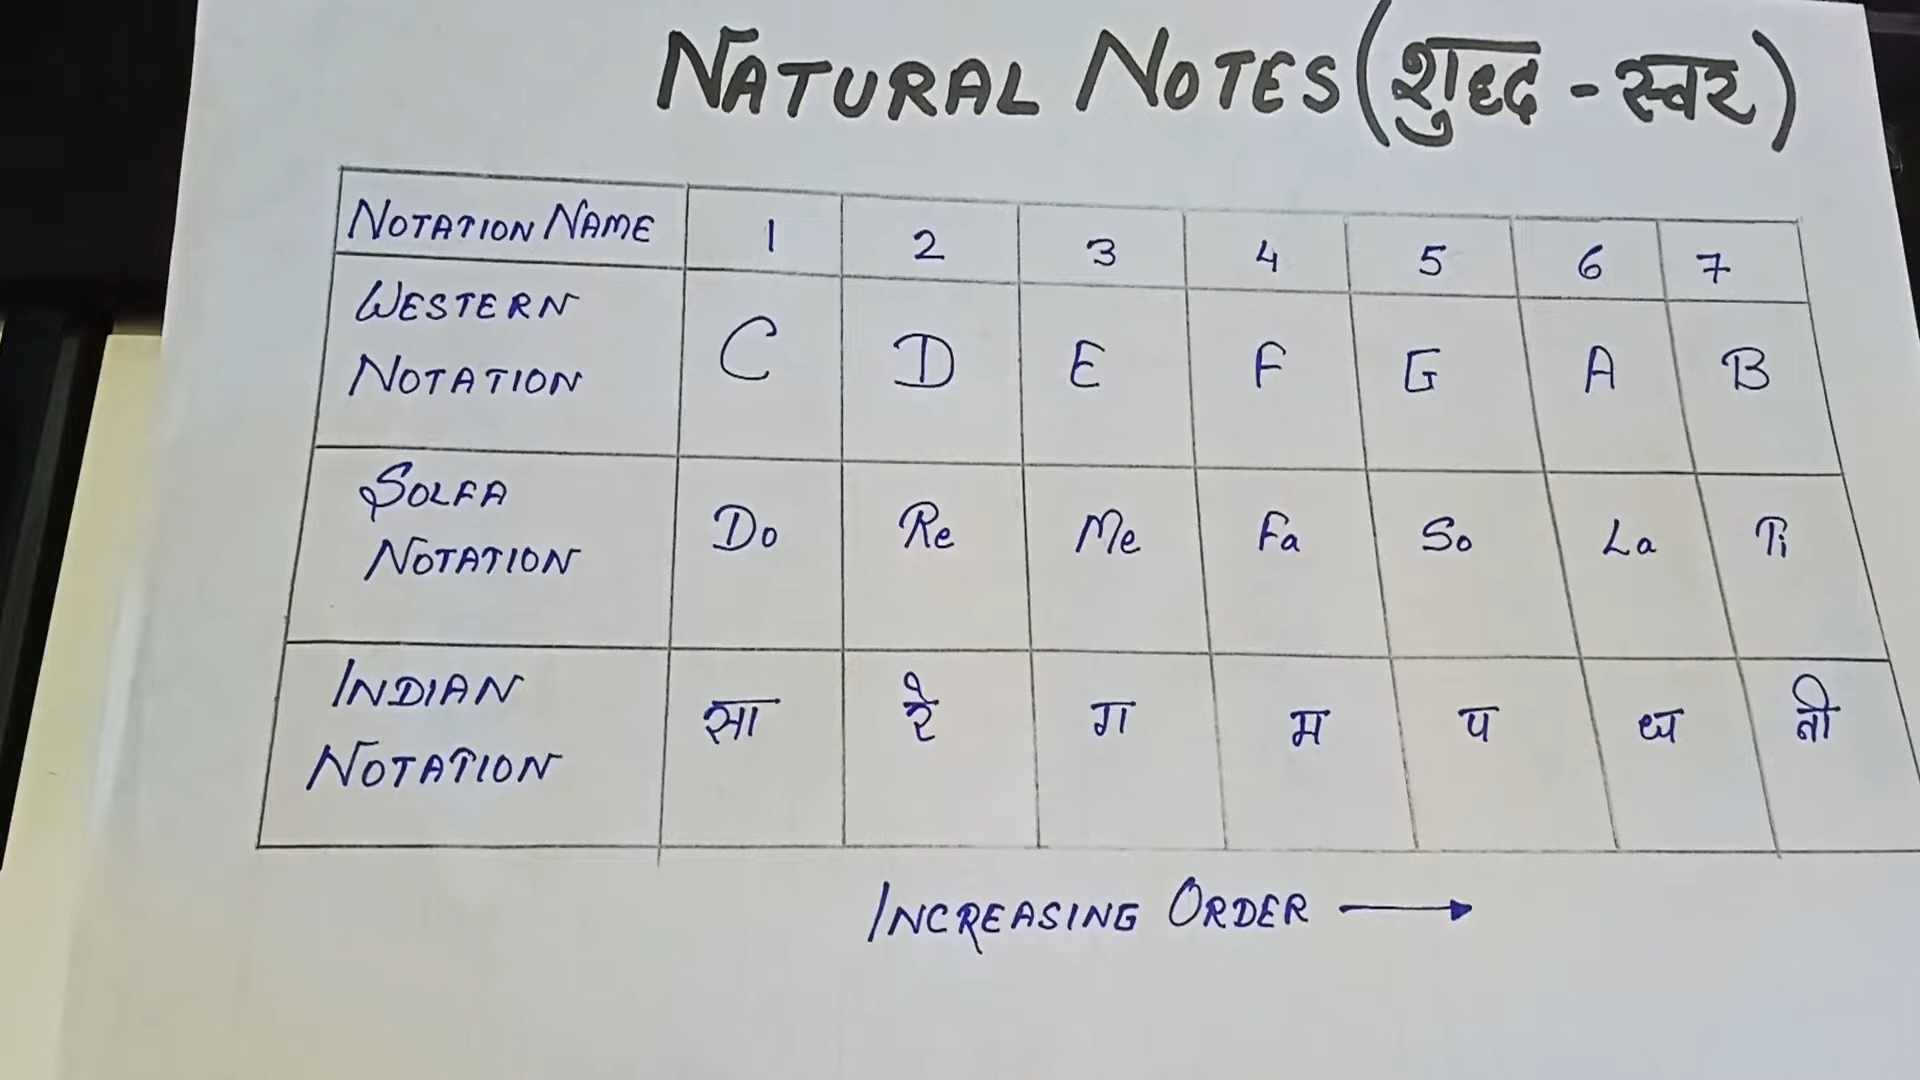 NATURAL NOTES (शुद्ध - स्वर)
NOTATION NAME 1 2 3 4 5 6 7
WESTERN
NOTATION C D E F G A B
SOLFA
NOTATION Do Re Me Fa So La Ti
INDIAN
NOTATION सा रे ग म प ध नी
INCREASING ORDER